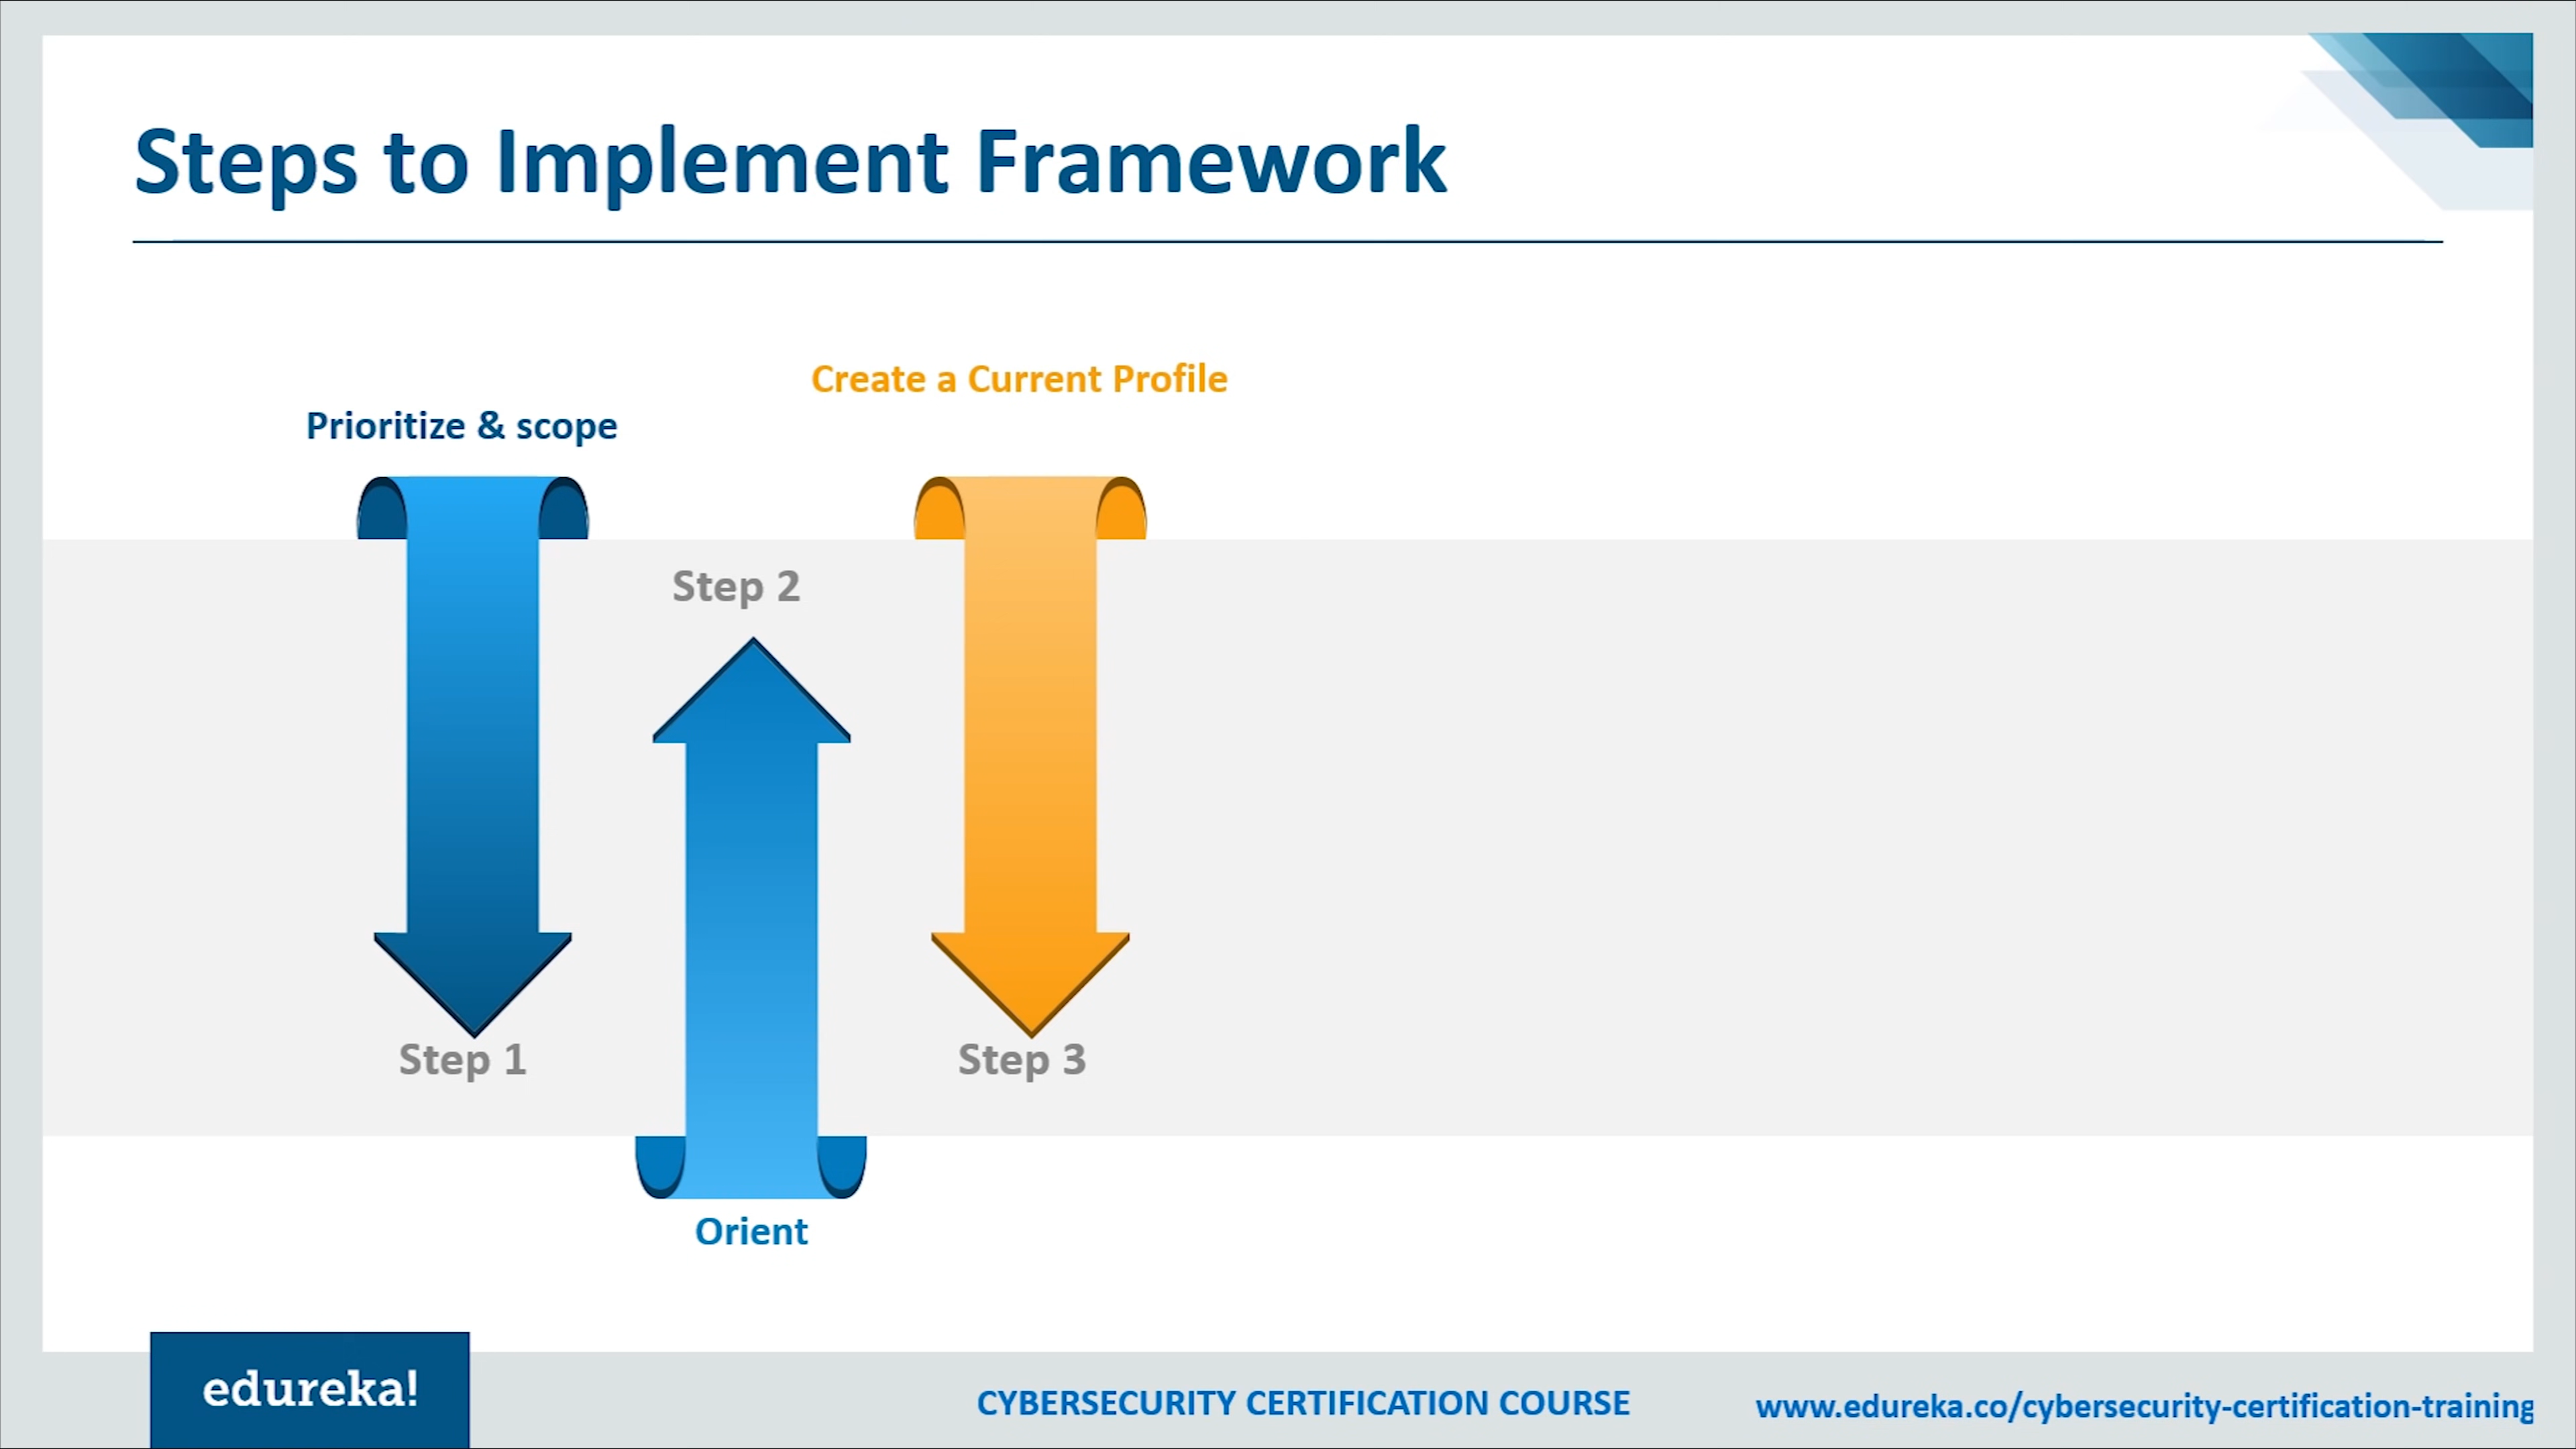 Steps to Implement Framework
Create a Current Profile
Prioritize & scope
Step 2
Step 1
Step 3
Orient
edureka!
CYBERSECURITY CERTIFICATION COURSE
www.edureka.co/cybersecurity-certification-training